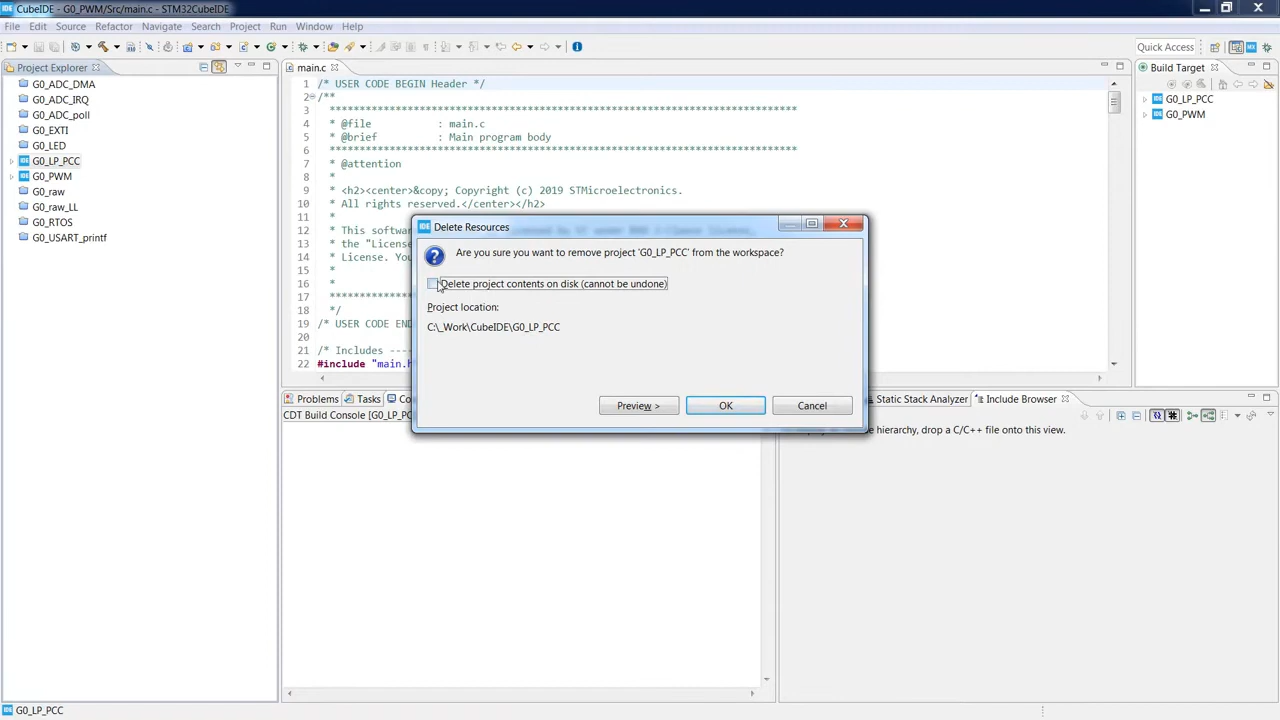 CubeIDE - G0_PWM/Src/main.c - STM32CubeIDE
File Edit Source Refactor Navigate Search Project Run Window Help
Quick Access
Project Explorer
main.c
Build Target
G0_ADC_DMA
G0_ADC_IRQ
G0_ADC_poll
G0_EXTI
G0_LED
G0_LP_PCC
G0_PWM
G0_raw
G0_raw_LL
G0_RTOS
G0_USART_printf
1 /* USER CODE BEGIN Header */
2 /**
3 ******************************************************************************
4 * @file : main.c
5 * @brief : Main program body
6 ******************************************************************************
7 * @attention
8 *
9 * <h2><center>&copy; Copyright (c) 2019 STMicroelectronics.
10 * All rights reserved.</center></h2>
11 *
12 * This softwar
13 * the "License
14 * License. You
15 *
16 *
17
18 */
19 /* USER CODE END
20
21 /* Includes ----
22 #include "main.h
G0_LP_PCC
G0_PWM
Delete Resources
Are you sure you want to remove project 'G0_LP_PCC' from the workspace?
Delete project contents on disk (cannot be undone)
Project location:
C:\_Work\CubeIDE\G0_LP_PCC
Preview >
OK
Cancel
Problems Tasks Co
CDT Build Console [G0_LP_PC
Static Stack Analyzer Include Browser
hierarchy, drop a C/C++ file onto this view.
G0_LP_PCC